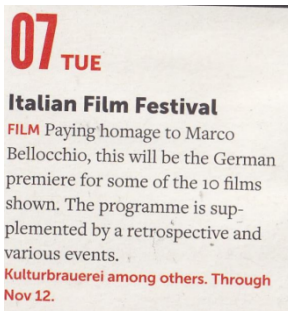 07 TUE
Italian Film Festival
FILM Paying homage to Marco
Bellocchio, this will be the German
premiere for some of the 10 films
shown. The programme is sup-
plemented by a retrospective and
various events.
Kulturbrauerei among others. Through
Nov 12.